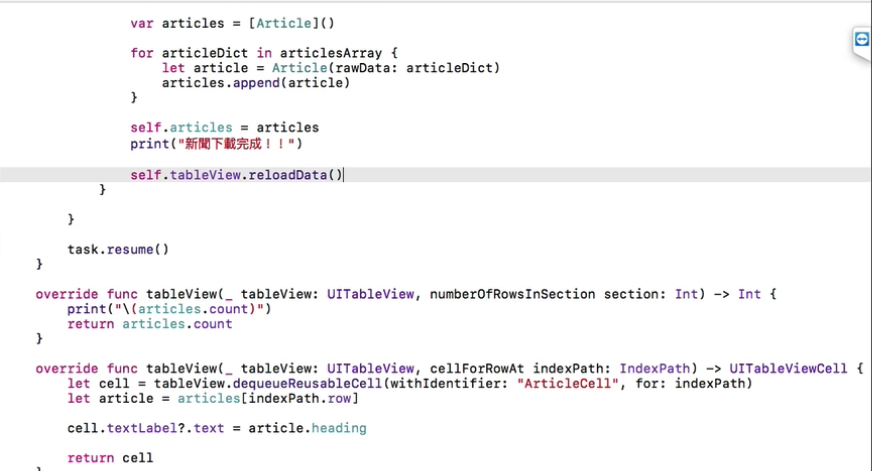 var articles = [Article]()
for articleDict in articlesArray {
let article = Article(rawData: articleDict)
articles.append(article)
}
self.articles = articles
print("新聞下載完成！！")
self.tableView.reloadData()
}
}
task.resume()
}
override func tableView(_ tableView: UITableView, numberOfRowsInSection section: Int) -> Int {
print("\(articles.count)")
return articles.count
}
override func tableView(_ tableView: UITableView, cellForRowAt indexPath: IndexPath) -> UITableViewCell {
let cell = tableView.dequeueReusableCell(withIdentifier: "ArticleCell", for: indexPath)
let article = articles[indexPath.row]
cell.textLabel?.text = article.heading
return cell
}